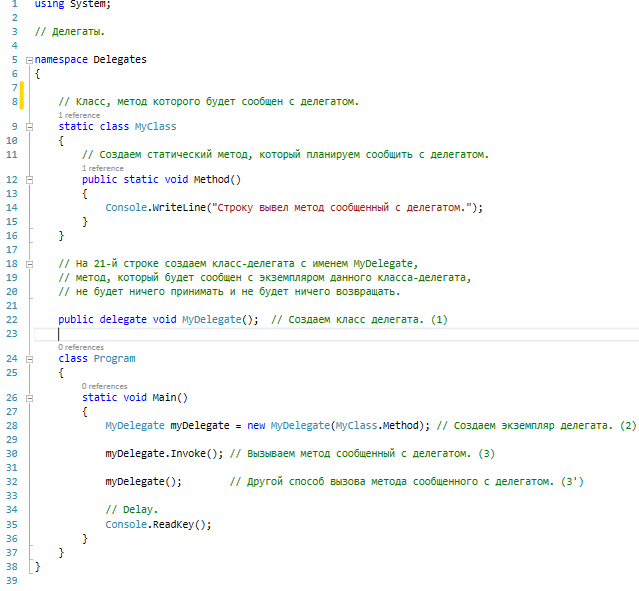 1 using System;
2
3 // Делегаты.
4
5 namespace Delegates
6 {
7
8 // Класс, метод которого будет сообщен с делегатом.
1 reference
9 static class MyClass
10 {
11 // Создаем статический метод, который планируем сообщить с делегатом.
1 reference
12 public static void Method()
13 {
14 Console.WriteLine("Строку вывел метод сообщенный с делегатом.");
15 }
16 }
17
18 // На 21-й строке создаем класс-делегата с именем MyDelegate,
19 // метод, который будет сообщен с экземпляром данного класса-делегата,
20 // не будет ничего принимать и не будет ничего возвращать.
21
22 public delegate void MyDelegate(); // Создаем класс делегата. (1)
23
0 references
24 class Program
25 {
0 references
26 static void Main()
27 {
28 MyDelegate myDelegate = new MyDelegate(MyClass.Method); // Создаем экземпляр делегата. (2)
29
30 myDelegate.Invoke(); // Вызываем метод сообщенный с делегатом. (3)
31
32 myDelegate(); // Другой способ вызова метода сообщенного с делегатом. (3')
33
34 // Delay.
35 Console.ReadKey();
36 }
37 }
38 }
39